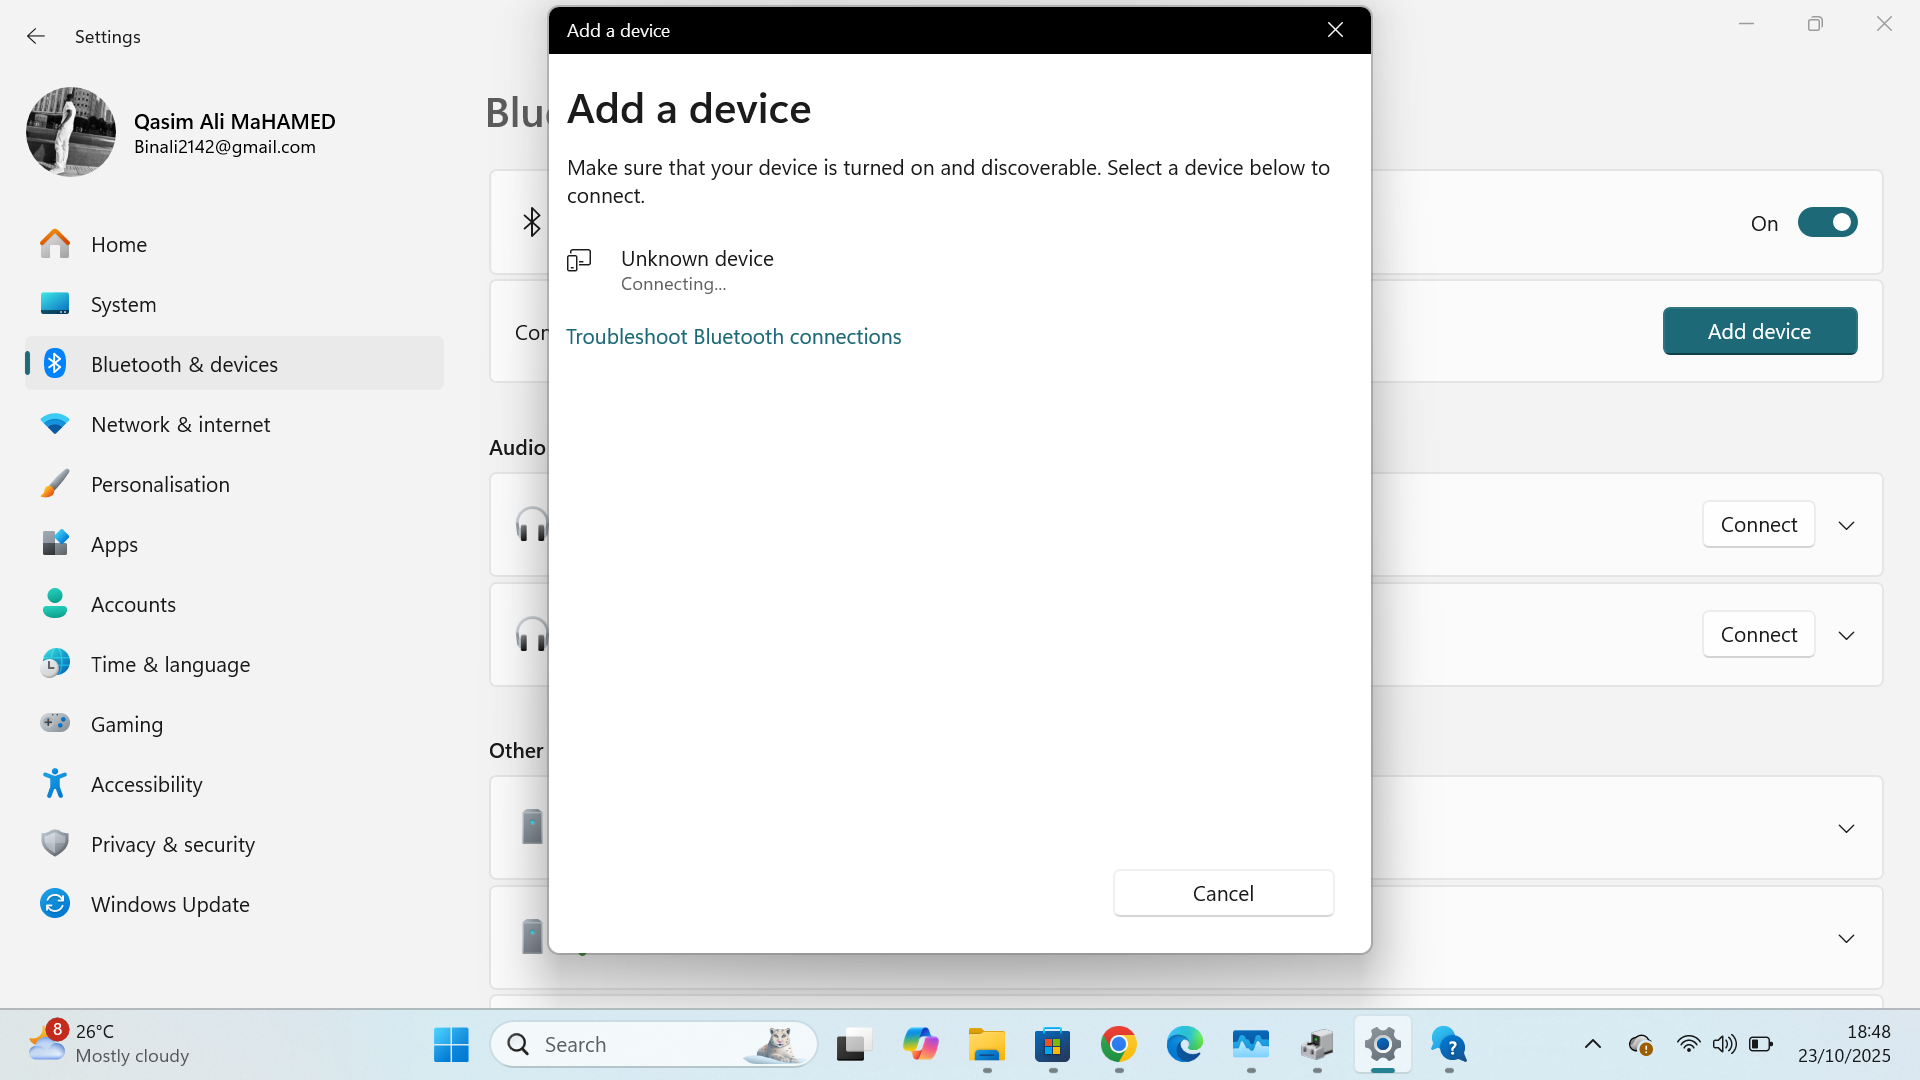 Settings
Qasim Ali MaHAMED
Binali2142@gmail.com
Home
System
Bluetooth & devices
Network & internet
Personalisation
Apps
Accounts
Time & language
Gaming
Accessibility
Privacy & security
Windows Update
Add a device
Add a device
Make sure that your device is turned on and discoverable. Select a device below to
connect.
Unknown device
Connecting...
Troubleshoot Bluetooth connections
Cancel
On
Add device
Audio
Connect
Connect
Other
8
26°C
Mostly cloudy
Search
18:48
23/10/2025